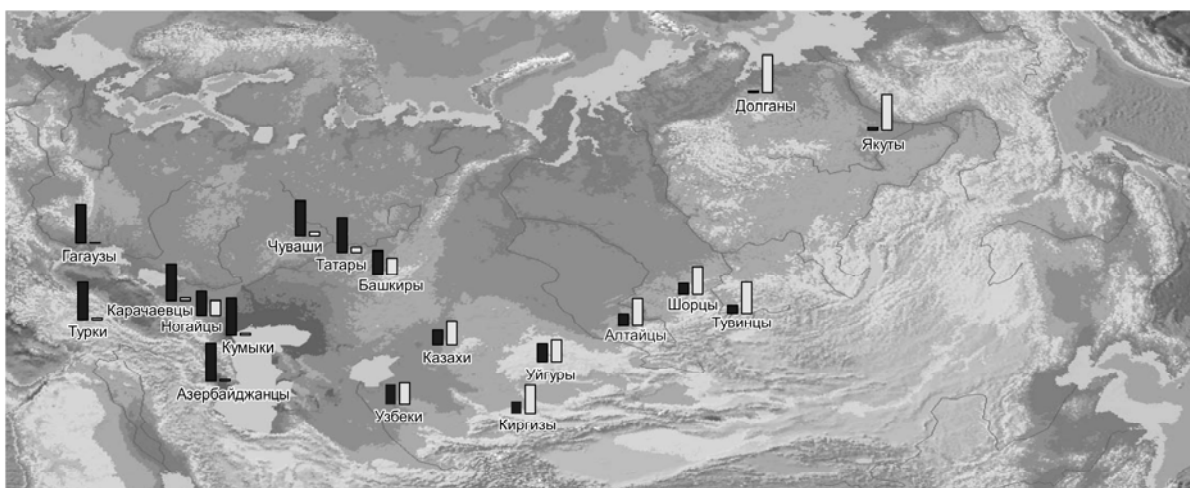 Долганы
Якуты
Гагаузы
Чуваши
Татары
Башкиры
Карачаевцы
Ногайцы
Турки
Кумыки
Азербайджанцы
Казахи
Узбеки
Уйгуры
Киргизы
Алтайцы
Шорцы
Тувинцы